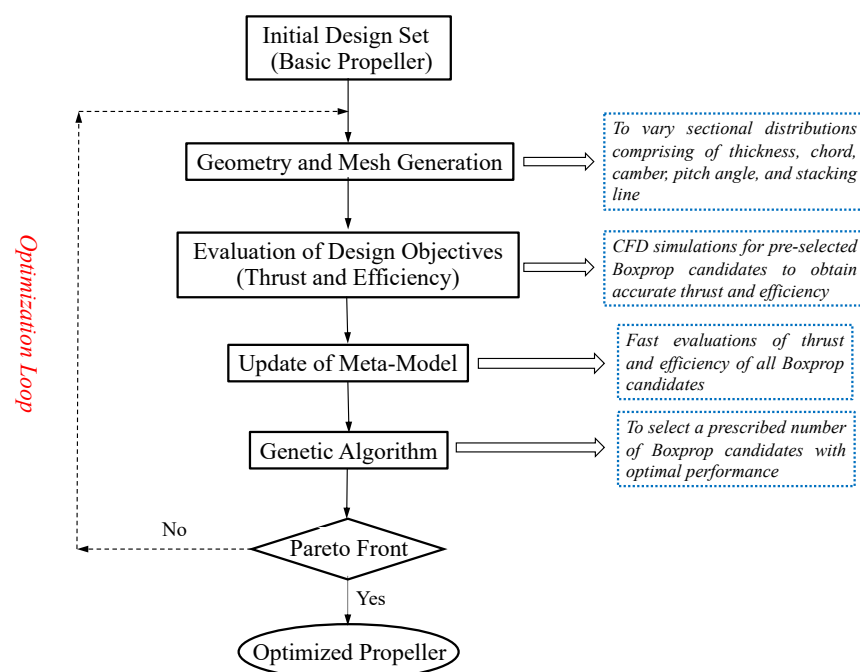 Initial Design Set
(Basic Propeller)
Geometry and Mesh Generation
To vary sectional distributions
comprising of thickness, chord,
camber, pitch angle, and stacking
line
Evaluation of Design Objectives
(Thrust and Efficiency)
CFD simulations for pre-selected
Boxprop candidates to obtain
accurate thrust and efficiency
Optimization Loop
Update of Meta-Model
Fast evaluations of thrust
and efficiency of all Boxprop
candidates
Genetic Algorithm
To select a prescribed number
of Boxprop candidates with
optimal performance
No
Pareto Front
Yes
Optimized Propeller